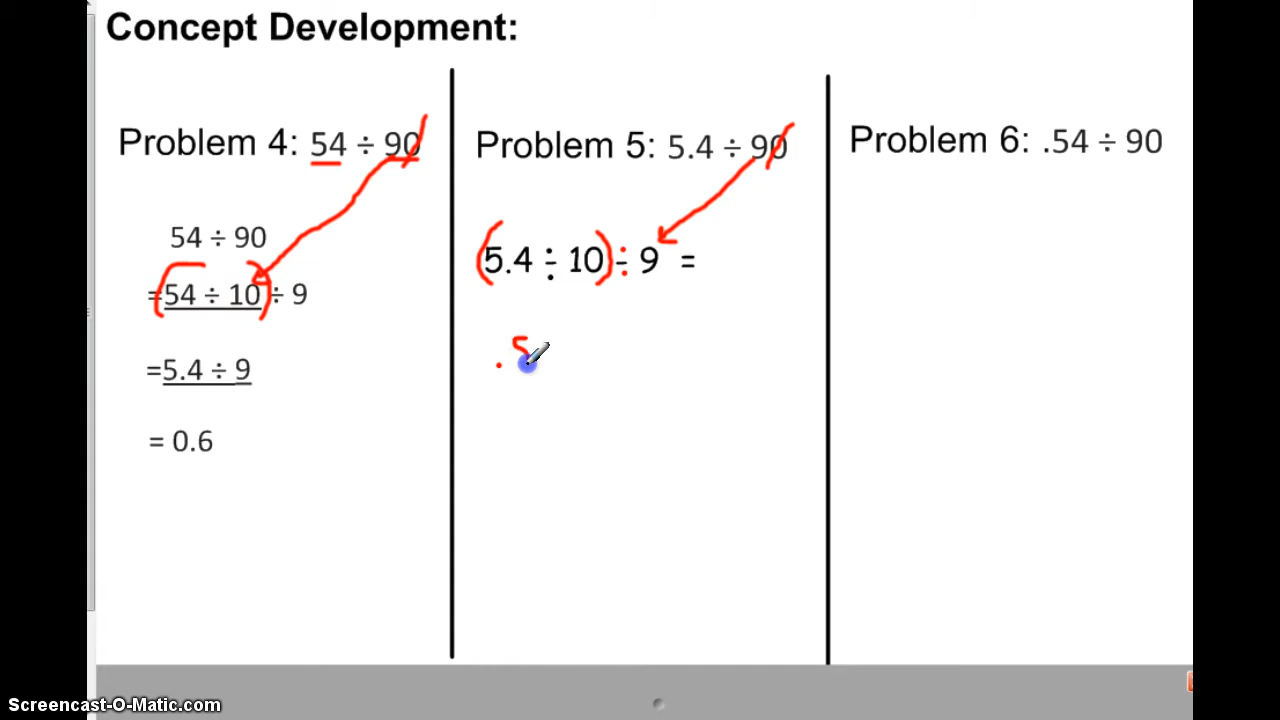 Concept Development:
Problem 4: 54 ÷ 90
54 ÷ 90
=(54 ÷ 10) ÷ 9
=5.4 ÷ 9
= 0.6
Problem 5: 5.4 ÷ 90
(5.4 ÷ 10) ÷ 9 =
.5
Problem 6: .54 ÷ 90
Screencast-O-Matic.com